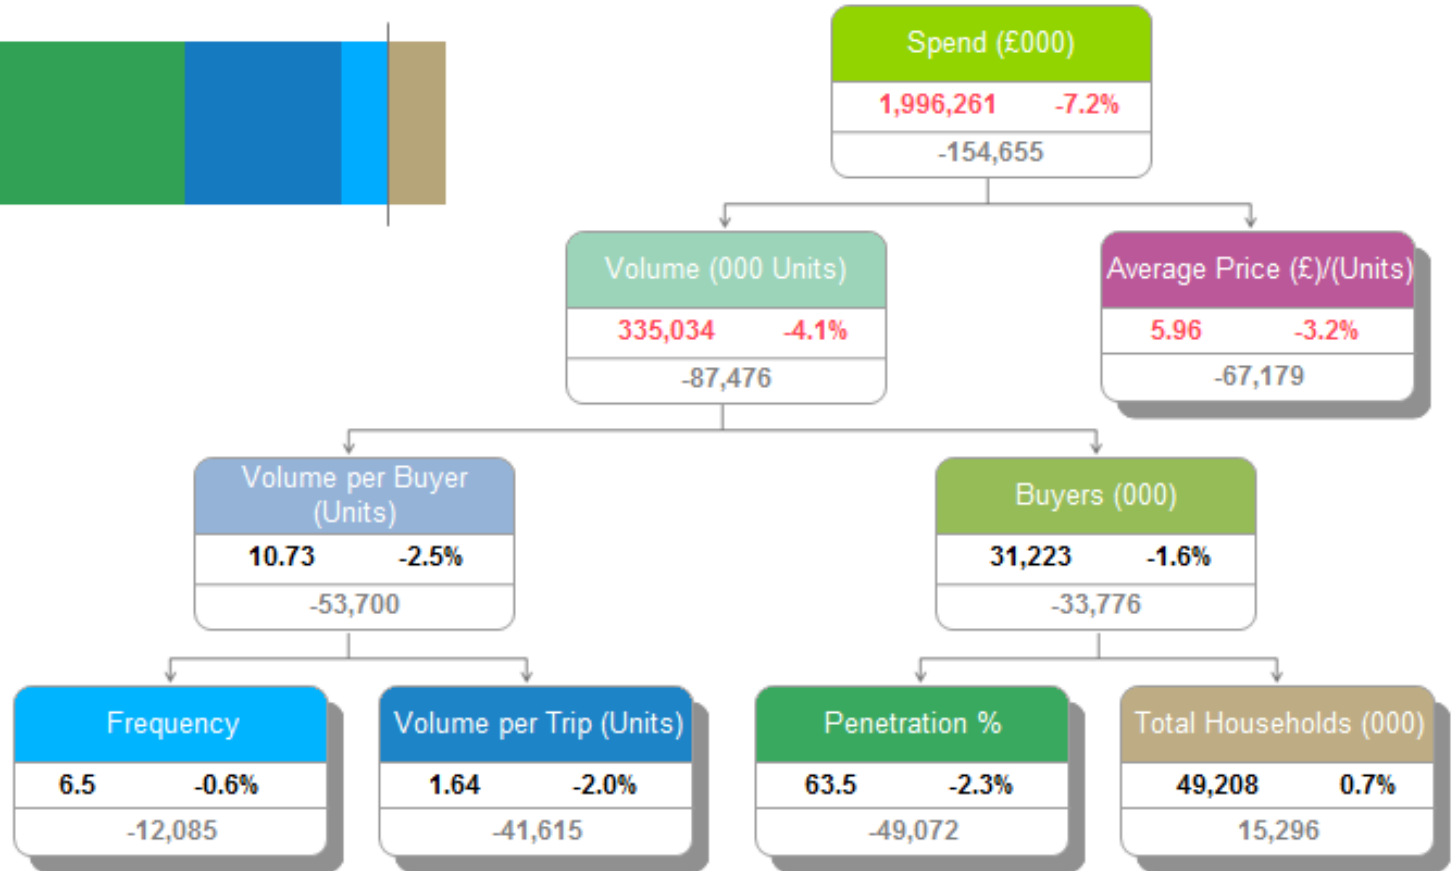 Spend (£000)
1,996,261 -7.2%
-154,655
Volume (000 Units)
335,034 -4.1%
-87,476
Average Price (£)/(Units)
5.96 -3.2%
-67,179
Volume per Buyer
(Units)
10.73 -2.5%
-53,700
Buyers (000)
31,223 -1.6%
-33,776
Frequency
6.5 -0.6%
-12,085
Volume per Trip (Units)
1.64 -2.0%
-41,615
Penetration %
63.5 -2.3%
-49,072
Total Households (000)
49,208 0.7%
15,296